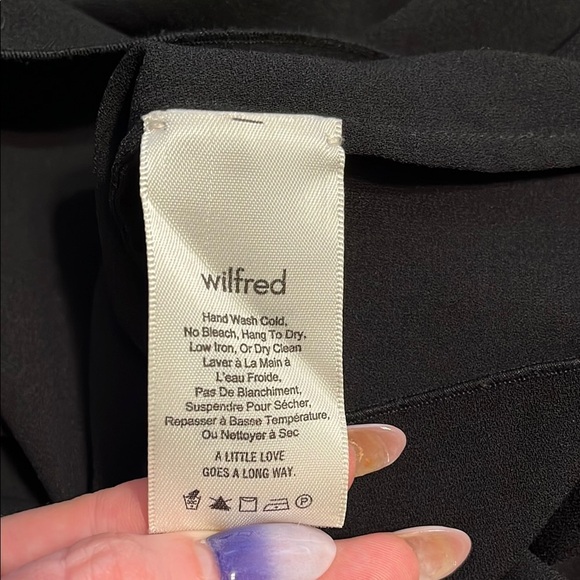 wilfred
Hand Wash Cold,
No Bleach, Hang To Dry,
Low Iron, Or Dry Clean
Laver à La Main à
L'eau Froide,
Pas De Blanchiment,
Suspendre Pour Sécher,
Repasser à Basse Température,
Ou Nettoyer à Sec
A LITTLE LOVE
GOES A LONG WAY.
P